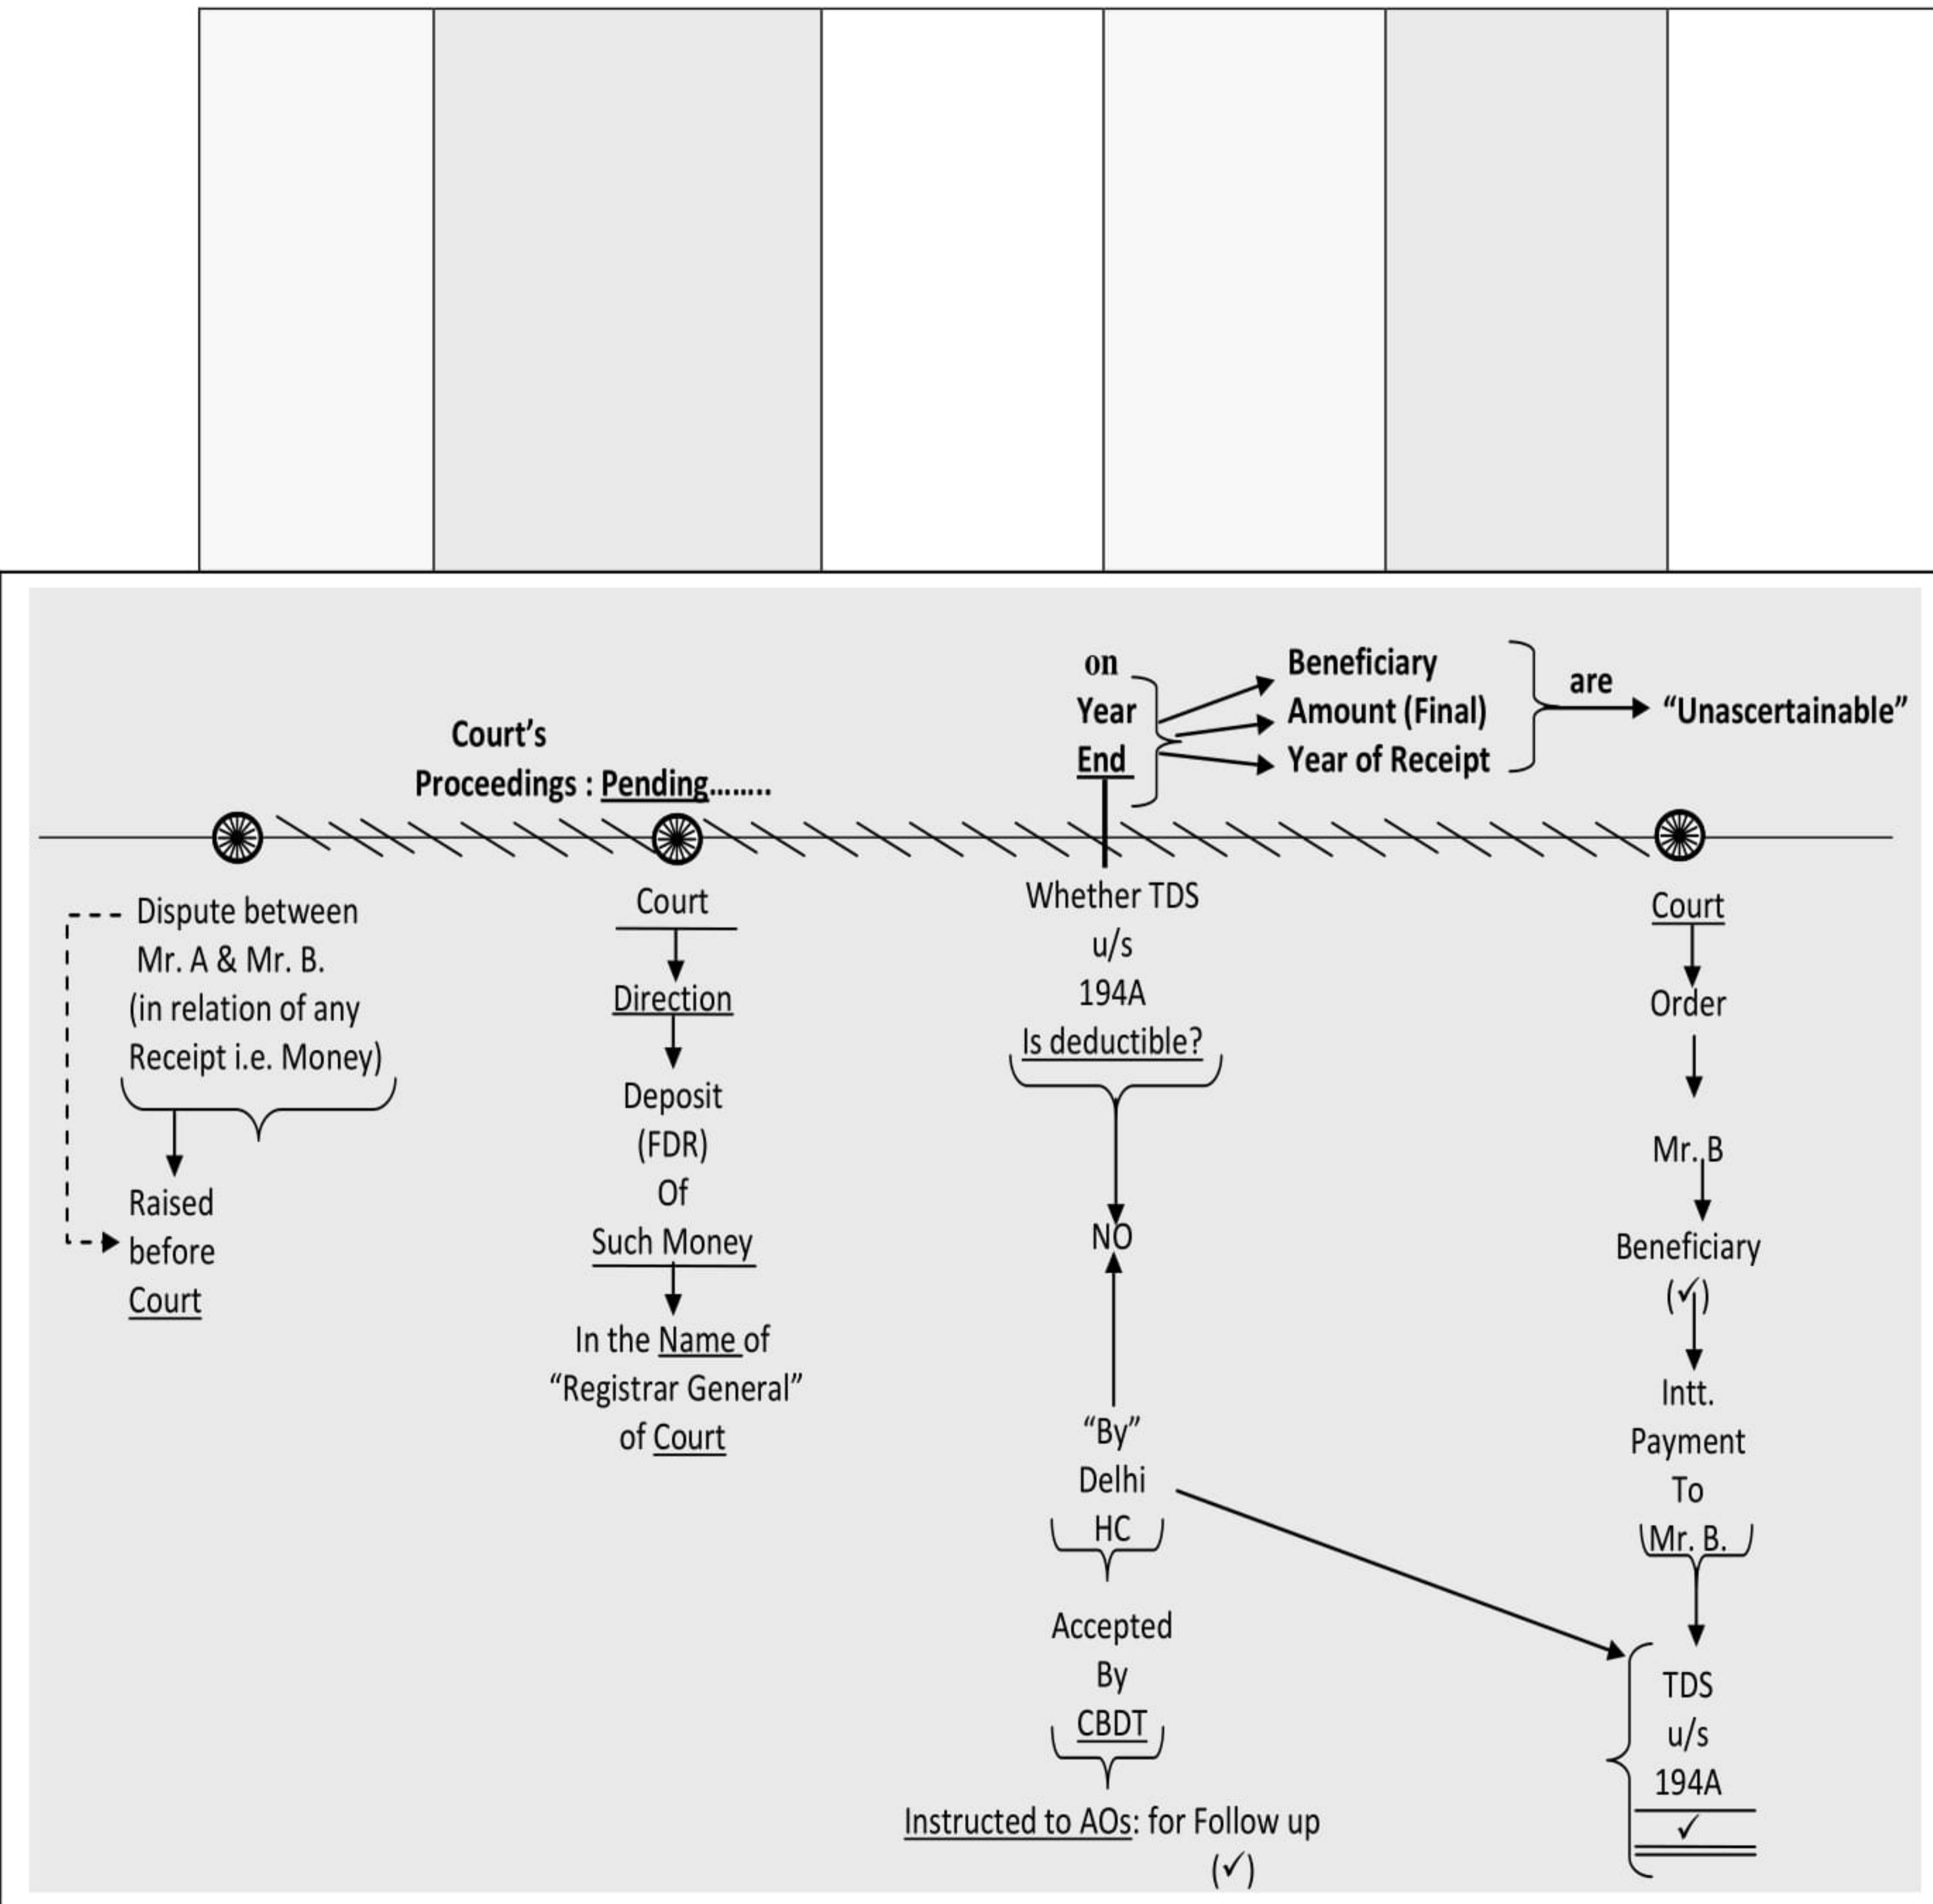 on
Year
End
Beneficiary
Amount (Final)
Year of Receipt
are
“Unascertainable”
Court’s
Proceedings : Pending........
Dispute between
Mr. A & Mr. B.
(in relation of any
Receipt i.e. Money)
Raised
before
Court
Court
Direction
Deposit
(FDR)
Of
Such Money
In the Name of
“Registrar General”
of Court
Whether TDS
u/s
194A
Is deductible?
NO
“By”
Delhi
HC
Accepted
By
CBDT
Instructed to AOs: for Follow up
(✓)
Court
Order
Mr. B
Beneficiary
(✓)
Intt.
Payment
To
Mr. B.
TDS
u/s
194A
✓